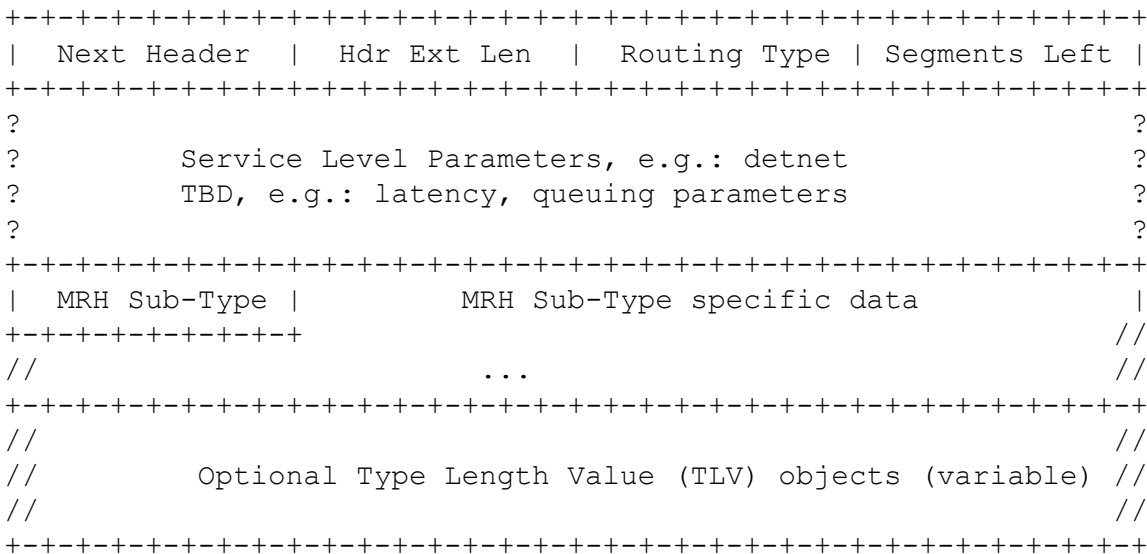 +-+-+-+-+-+-+-+-+-+-+-+-+-+-+-+-+-+-+-+-+-+-+-+-+-+-+-+-+-+-+-+-+
|  Next Header  |  Hdr Ext Len  |  Routing Type | Segments Left |
+-+-+-+-+-+-+-+-+-+-+-+-+-+-+-+-+-+-+-+-+-+-+-+-+-+-+-+-+-+-+-+-+
?                                                               ?
?         Service Level Parameters, e.g.: detnet                ?
?         TBD, e.g.: latency, queuing parameters                ?
?                                                               ?
+-+-+-+-+-+-+-+-+-+-+-+-+-+-+-+-+-+-+-+-+-+-+-+-+-+-+-+-+-+-+-+-+
|  MRH Sub-Type |         MRH Sub-Type specific data            |
+-+-+-+-+-+-+-+-+                                              //
//                         ...                                 //
+-+-+-+-+-+-+-+-+-+-+-+-+-+-+-+-+-+-+-+-+-+-+-+-+-+-+-+-+-+-+-+-+
//                                                             //
//         Optional Type Length Value (TLV) objects (variable) //
//                                                             //
+-+-+-+-+-+-+-+-+-+-+-+-+-+-+-+-+-+-+-+-+-+-+-+-+-+-+-+-+-+-+-+-+